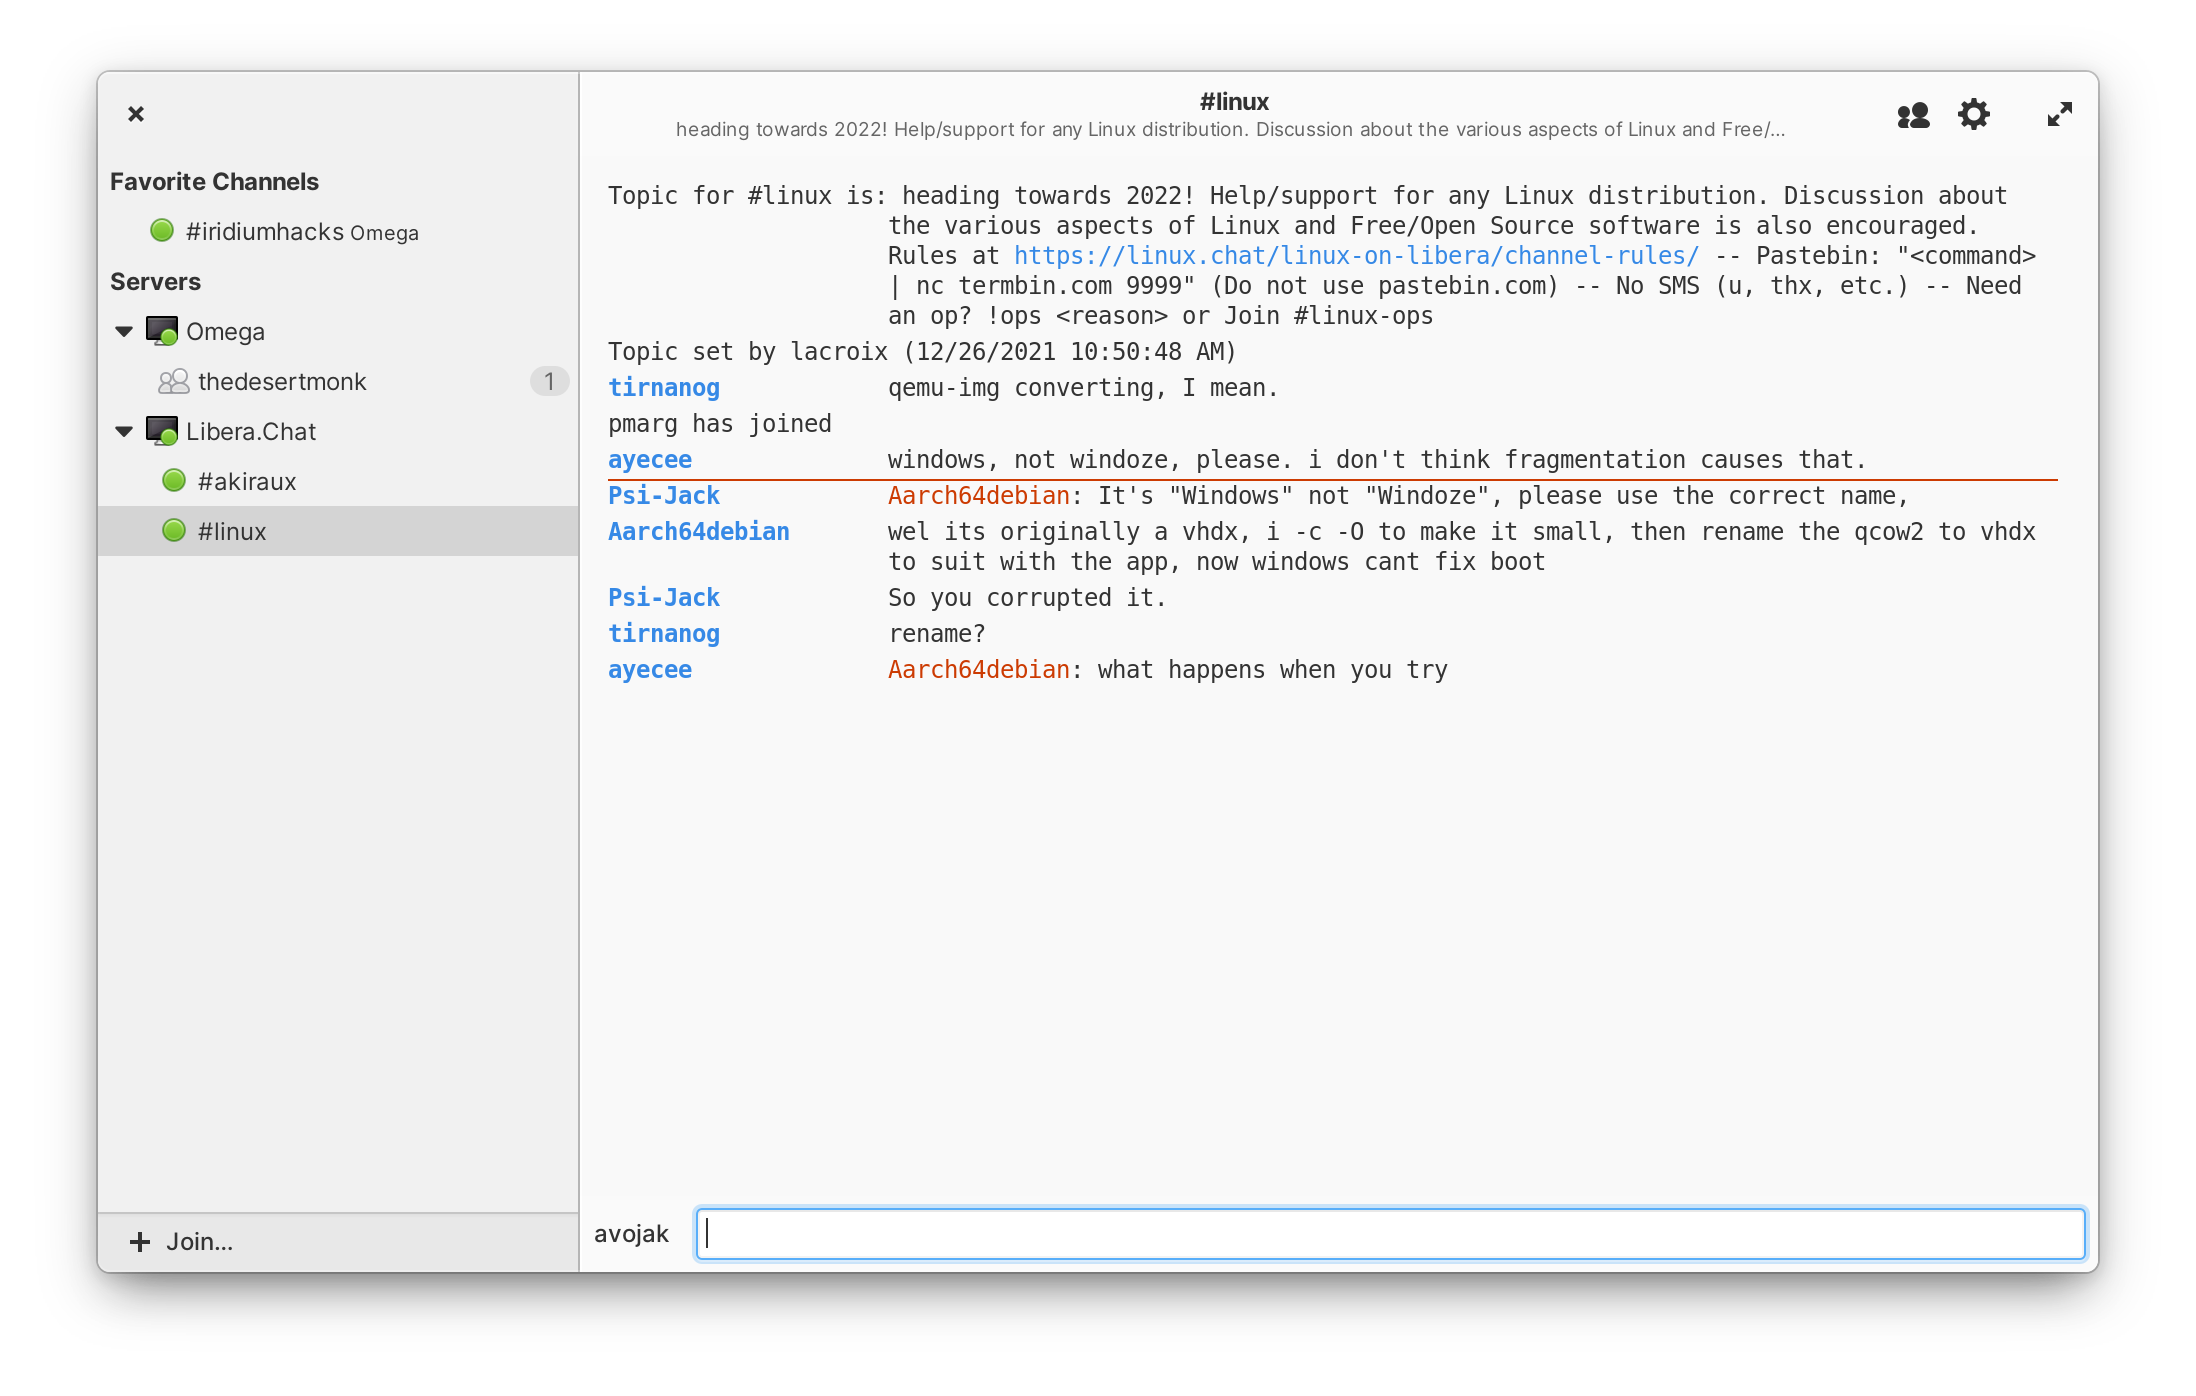 Favorite Channels
#iridiumhacks Omega
Servers
Omega
thedesertmonk 1
Libera.Chat
#akiraux
#linux
Join...
#linux
heading towards 2022! Help/support for any Linux distribution. Discussion about the various aspects of Linux and Free/...
Topic for #linux is: heading towards 2022! Help/support for any Linux distribution. Discussion about
the various aspects of Linux and Free/Open Source software is also encouraged.
Rules at https://linux.chat/linux-on-libera/channel-rules/ -- Pastebin: "<command>
| nc termbin.com 9999" (Do not use pastebin.com) -- No SMS (u, thx, etc.) -- Need
an op? !ops <reason> or Join #linux-ops
Topic set by lacroix (12/26/2021 10:50:48 AM)
tirnanog qemu-img converting, I mean.
pmarg has joined
ayecee windows, not windoze, please. i don't think fragmentation causes that.
Psi-Jack Aarch64debian: It's "Windows" not "Windoze", please use the correct name,
Aarch64debian wel its originally a vhdx, i -c -O to make it small, then rename the qcow2 to vhdx
to suit with the app, now windows cant fix boot
Psi-Jack So you corrupted it.
tirnanog rename?
ayecee Aarch64debian: what happens when you try
avojak